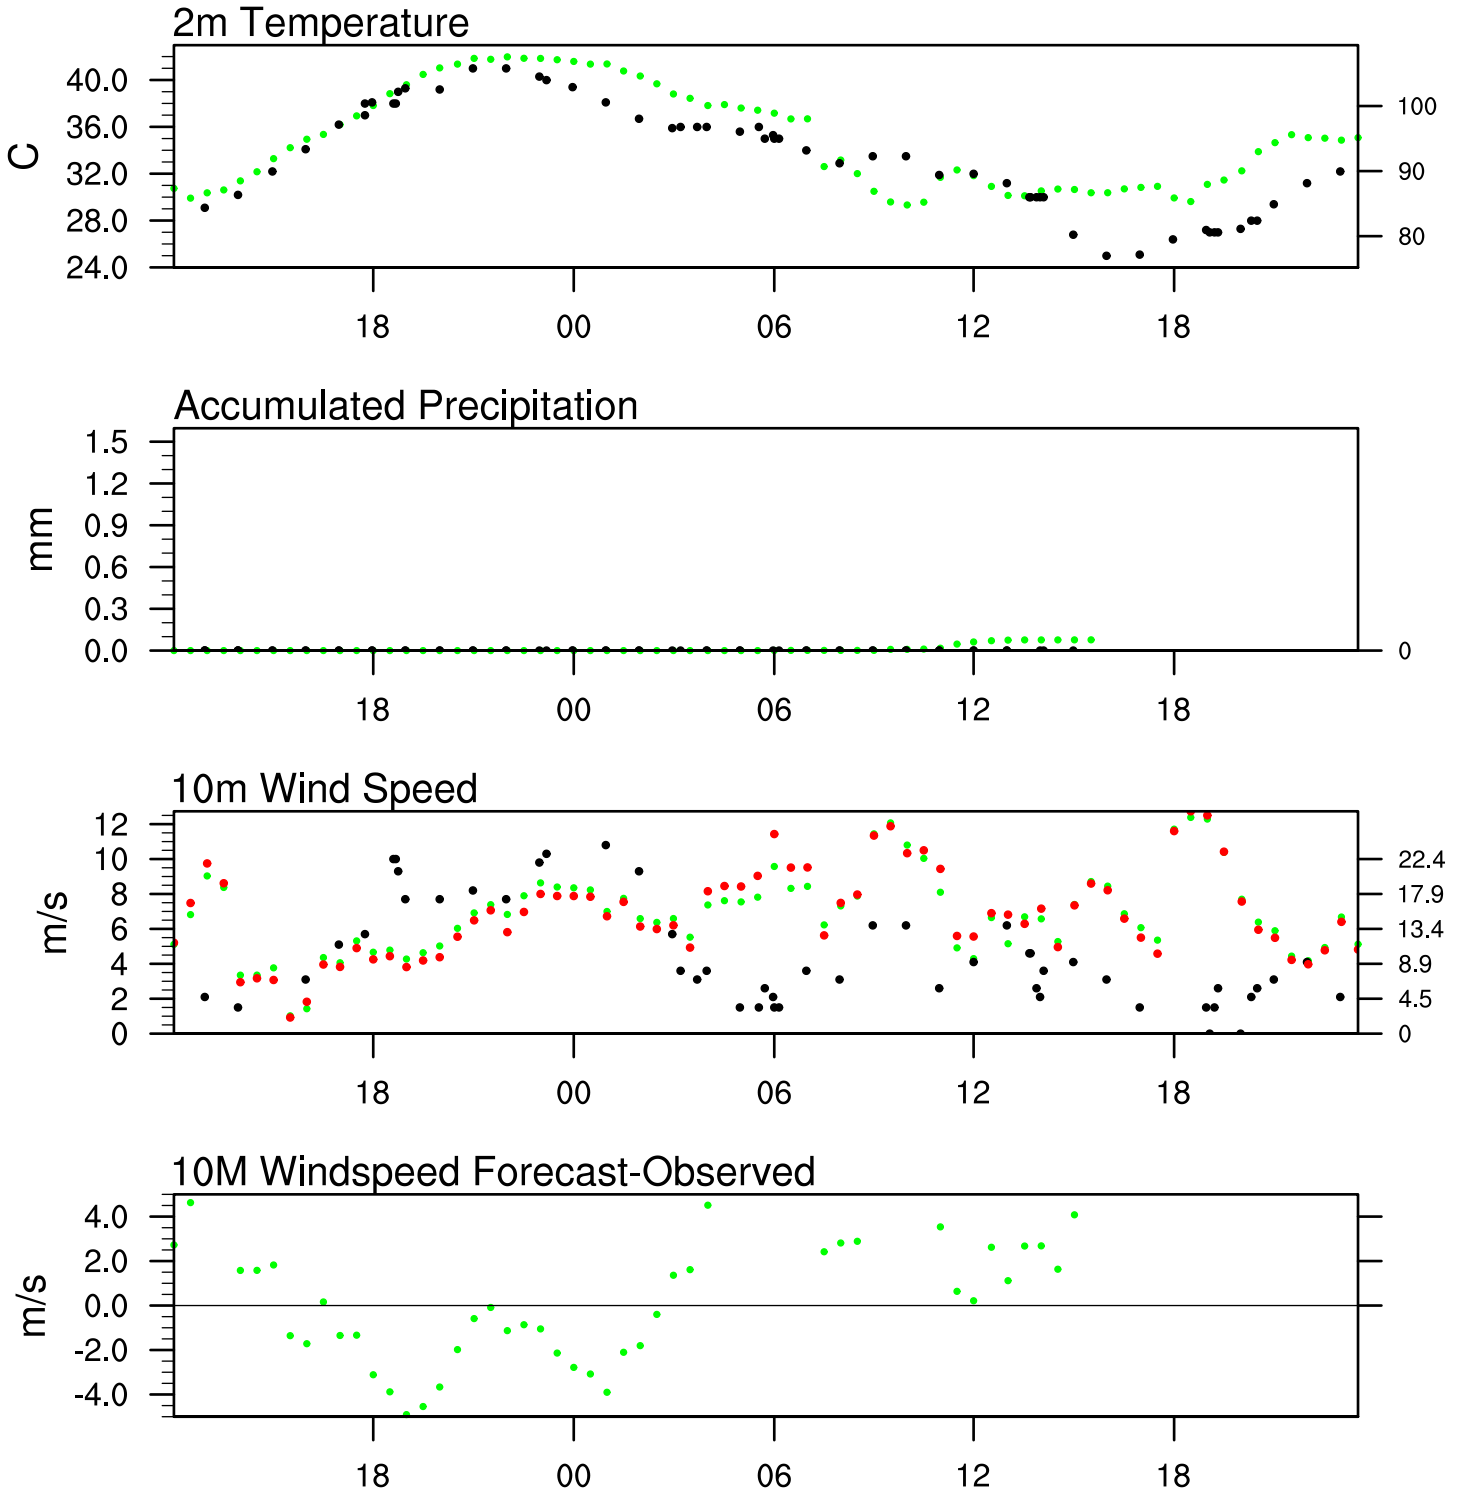 2m Temperature
40.0
36.0
32.0
28.0
24.0
C
100
90
80
18 00 06 12 18
Accumulated Precipitation
1.5
1.2
0.9
0.6
0.3
0.0
mm
0
18 00 06 12 18
10m Wind Speed
12
10
8
6
4
2
0
m/s
22.4
17.9
13.4
8.9
4.5
0
18 00 06 12 18
10M Windspeed Forecast-Observed
4.0
2.0
0.0
-2.0
-4.0
m/s
18 00 06 12 18